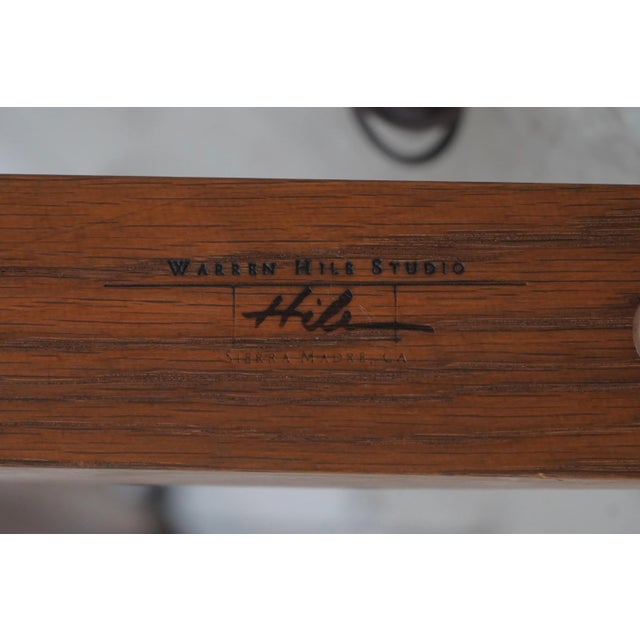 Warren Hile Studio
Hile
Sierra Madre, CA